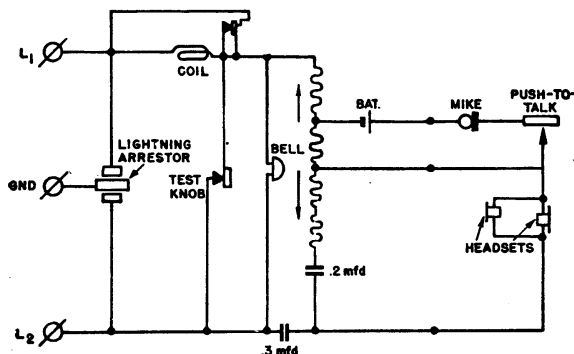 L1
COIL
BAT.
MIKE
PUSH-TO-
TALK
LIGHTNING
ARRESTOR
BELL
GND
TEST
KNOB
HEADSETS
.2 mfd
L2
.3 mfd